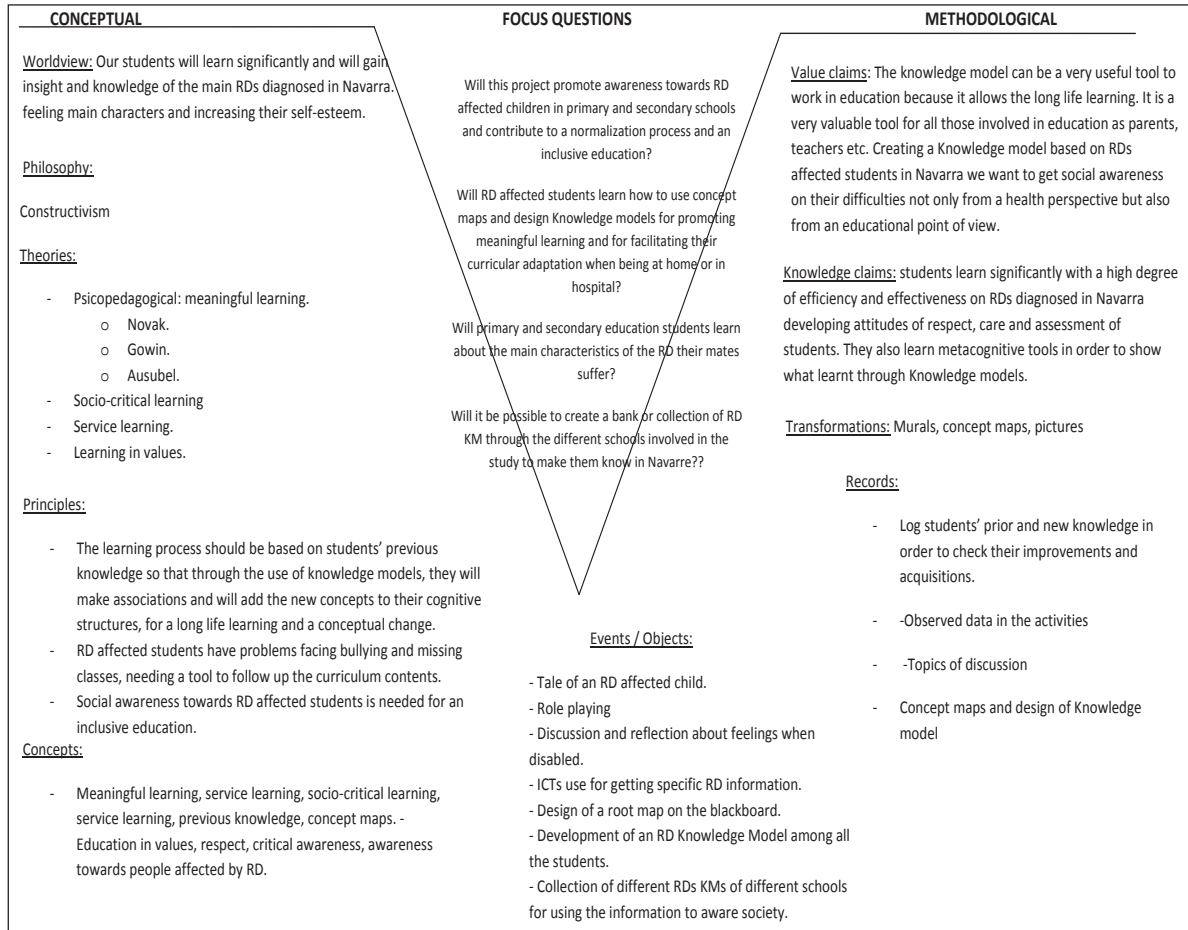 CONCEPTUAL
Worldview: Our students will learn significantly and will gain
insight and knowledge of the main RDs diagnosed in Navarra.
feeling main characters and increasing their self-esteem.
Philosophy:
Constructivism
Theories:
- Psicopedagogical: meaningful learning.
o Novak.
o Gowin.
o Ausubel.
- Socio-critical learning
- Service learning.
- Learning in values.
Principles:
- The learning process should be based on students’ previous
knowledge so that through the use of knowledge models, they will
make associations and will add the new concepts to their cognitive
structures, for a long life learning and a conceptual change.
- RD affected students have problems facing bullying and missing
classes, needing a tool to follow up the curriculum contents.
- Social awareness towards RD affected students is needed for an
inclusive education.
Concepts:
- Meaningful learning, service learning, socio-critical learning,
service learning, previous knowledge, concept maps. -
Education in values, respect, critical awareness, awareness
towards people affected by RD.
FOCUS QUESTIONS
Will this project promote awareness towards RD
affected children in primary and secondary schools
and contribute to a normalization process and an
inclusive education?
Will RD affected students learn how to use concept
maps and design Knowledge models for promoting
meaningful learning and for facilitating their
curricular adaptation when being at home or in
hospital?
Will primary and secondary education students learn
about the main characteristics of the RD their mates
suffer?
Will it be possible to create a bank or collection of RD
KM through the different schools involved in the
study to make them know in Navarre??
Events / Objects:
- Tale of an RD affected child.
- Role playing
- Discussion and reflection about feelings when
disabled.
- ICTs use for getting specific RD information.
- Design of a root map on the blackboard.
- Development of an RD Knowledge Model among all
the students.
- Collection of different RDs KMs of different schools
for using the information to aware society.
METHODOLOGICAL
Value claims: The knowledge model can be a very useful tool to
work in education because it allows the long life learning. It is a
very valuable tool for all those involved in education as parents,
teachers etc. Creating a Knowledge model based on RDs
affected students in Navarra we want to get social awareness
on their difficulties not only from a health perspective but also
from an educational point of view.
Knowledge claims: students learn significantly with a high degree
of efficiency and effectiveness on RDs diagnosed in Navarra
developing attitudes of respect, care and assessment of
students. They also learn metacognitive tools in order to show
what learnt through Knowledge models.
Transformations: Murals, concept maps, pictures
Records:
- Log students’ prior and new knowledge in
order to check their improvements and
acquisitions.
- -Observed data in the activities
- -Topics of discussion
- Concept maps and design of Knowledge
model